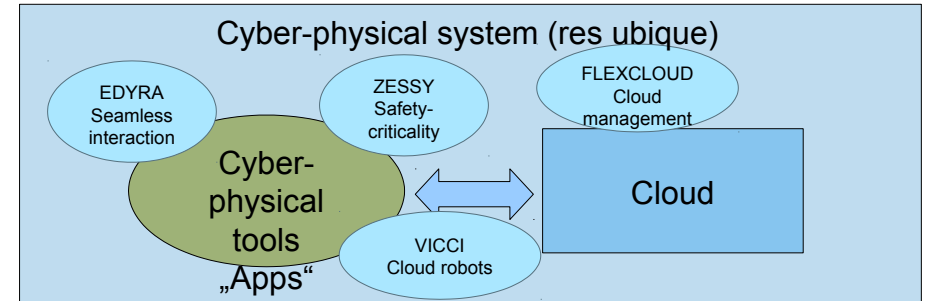 Cyber-physical system (res ubique)
EDYRA
Seamless
interaction
ZESSY
Safety-
criticality
FLEXCLOUD
Cloud
management
Cyber-
physical
tools
„Apps“
Cloud
VICCI
Cloud robots